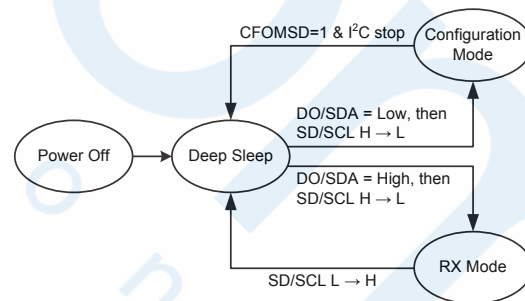 CFOMSD=1 & I²C stop
Configuration
Mode
DO/SDA = Low, then
SD/SCL H → L
Power Off
Deep Sleep
DO/SDA = High, then
SD/SCL H → L
SD/SCL L → H
RX Mode